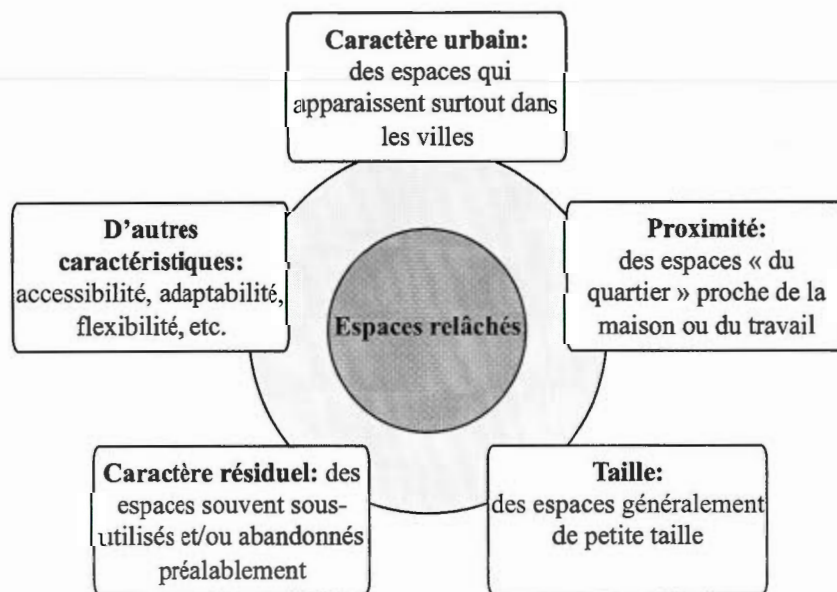 Caractère urbain:
des espaces qui
apparaissent surtout dans
les villes
D'autres
caractéristiques:
accessibilité, adaptabilité,
flexibilité, etc.
Proximité:
des espaces « du
quartier » proche de la
maison ou du travail
Espaces relâchés
Caractère résiduel: des
espaces souvent sous-
utilisés et/ou abandonnés
préalablement
Taille:
des espaces généralement
de petite taille